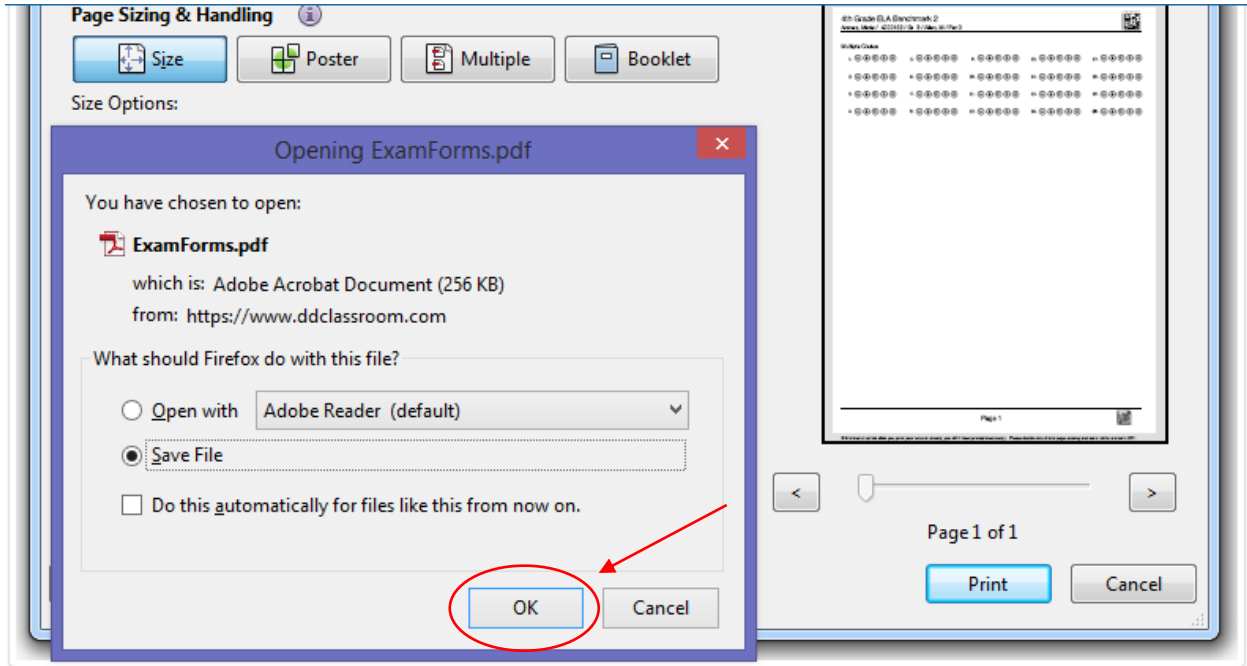 Page Sizing & Handling
Size
Poster
Multiple
Booklet
Size Options:
Opening ExamForms.pdf
You have chosen to open:
ExamForms.pdf
which is: Adobe Acrobat Document (256 KB)
from: https://www.ddclassroom.com
What should Firefox do with this file?
Open with Adobe Reader (default)
Save File
Do this automatically for files like this from now on.
OK
Cancel
4th Grade ELA Benchmark 2
Multiple Choice
Page 1
<
>
Page 1 of 1
Print
Cancel